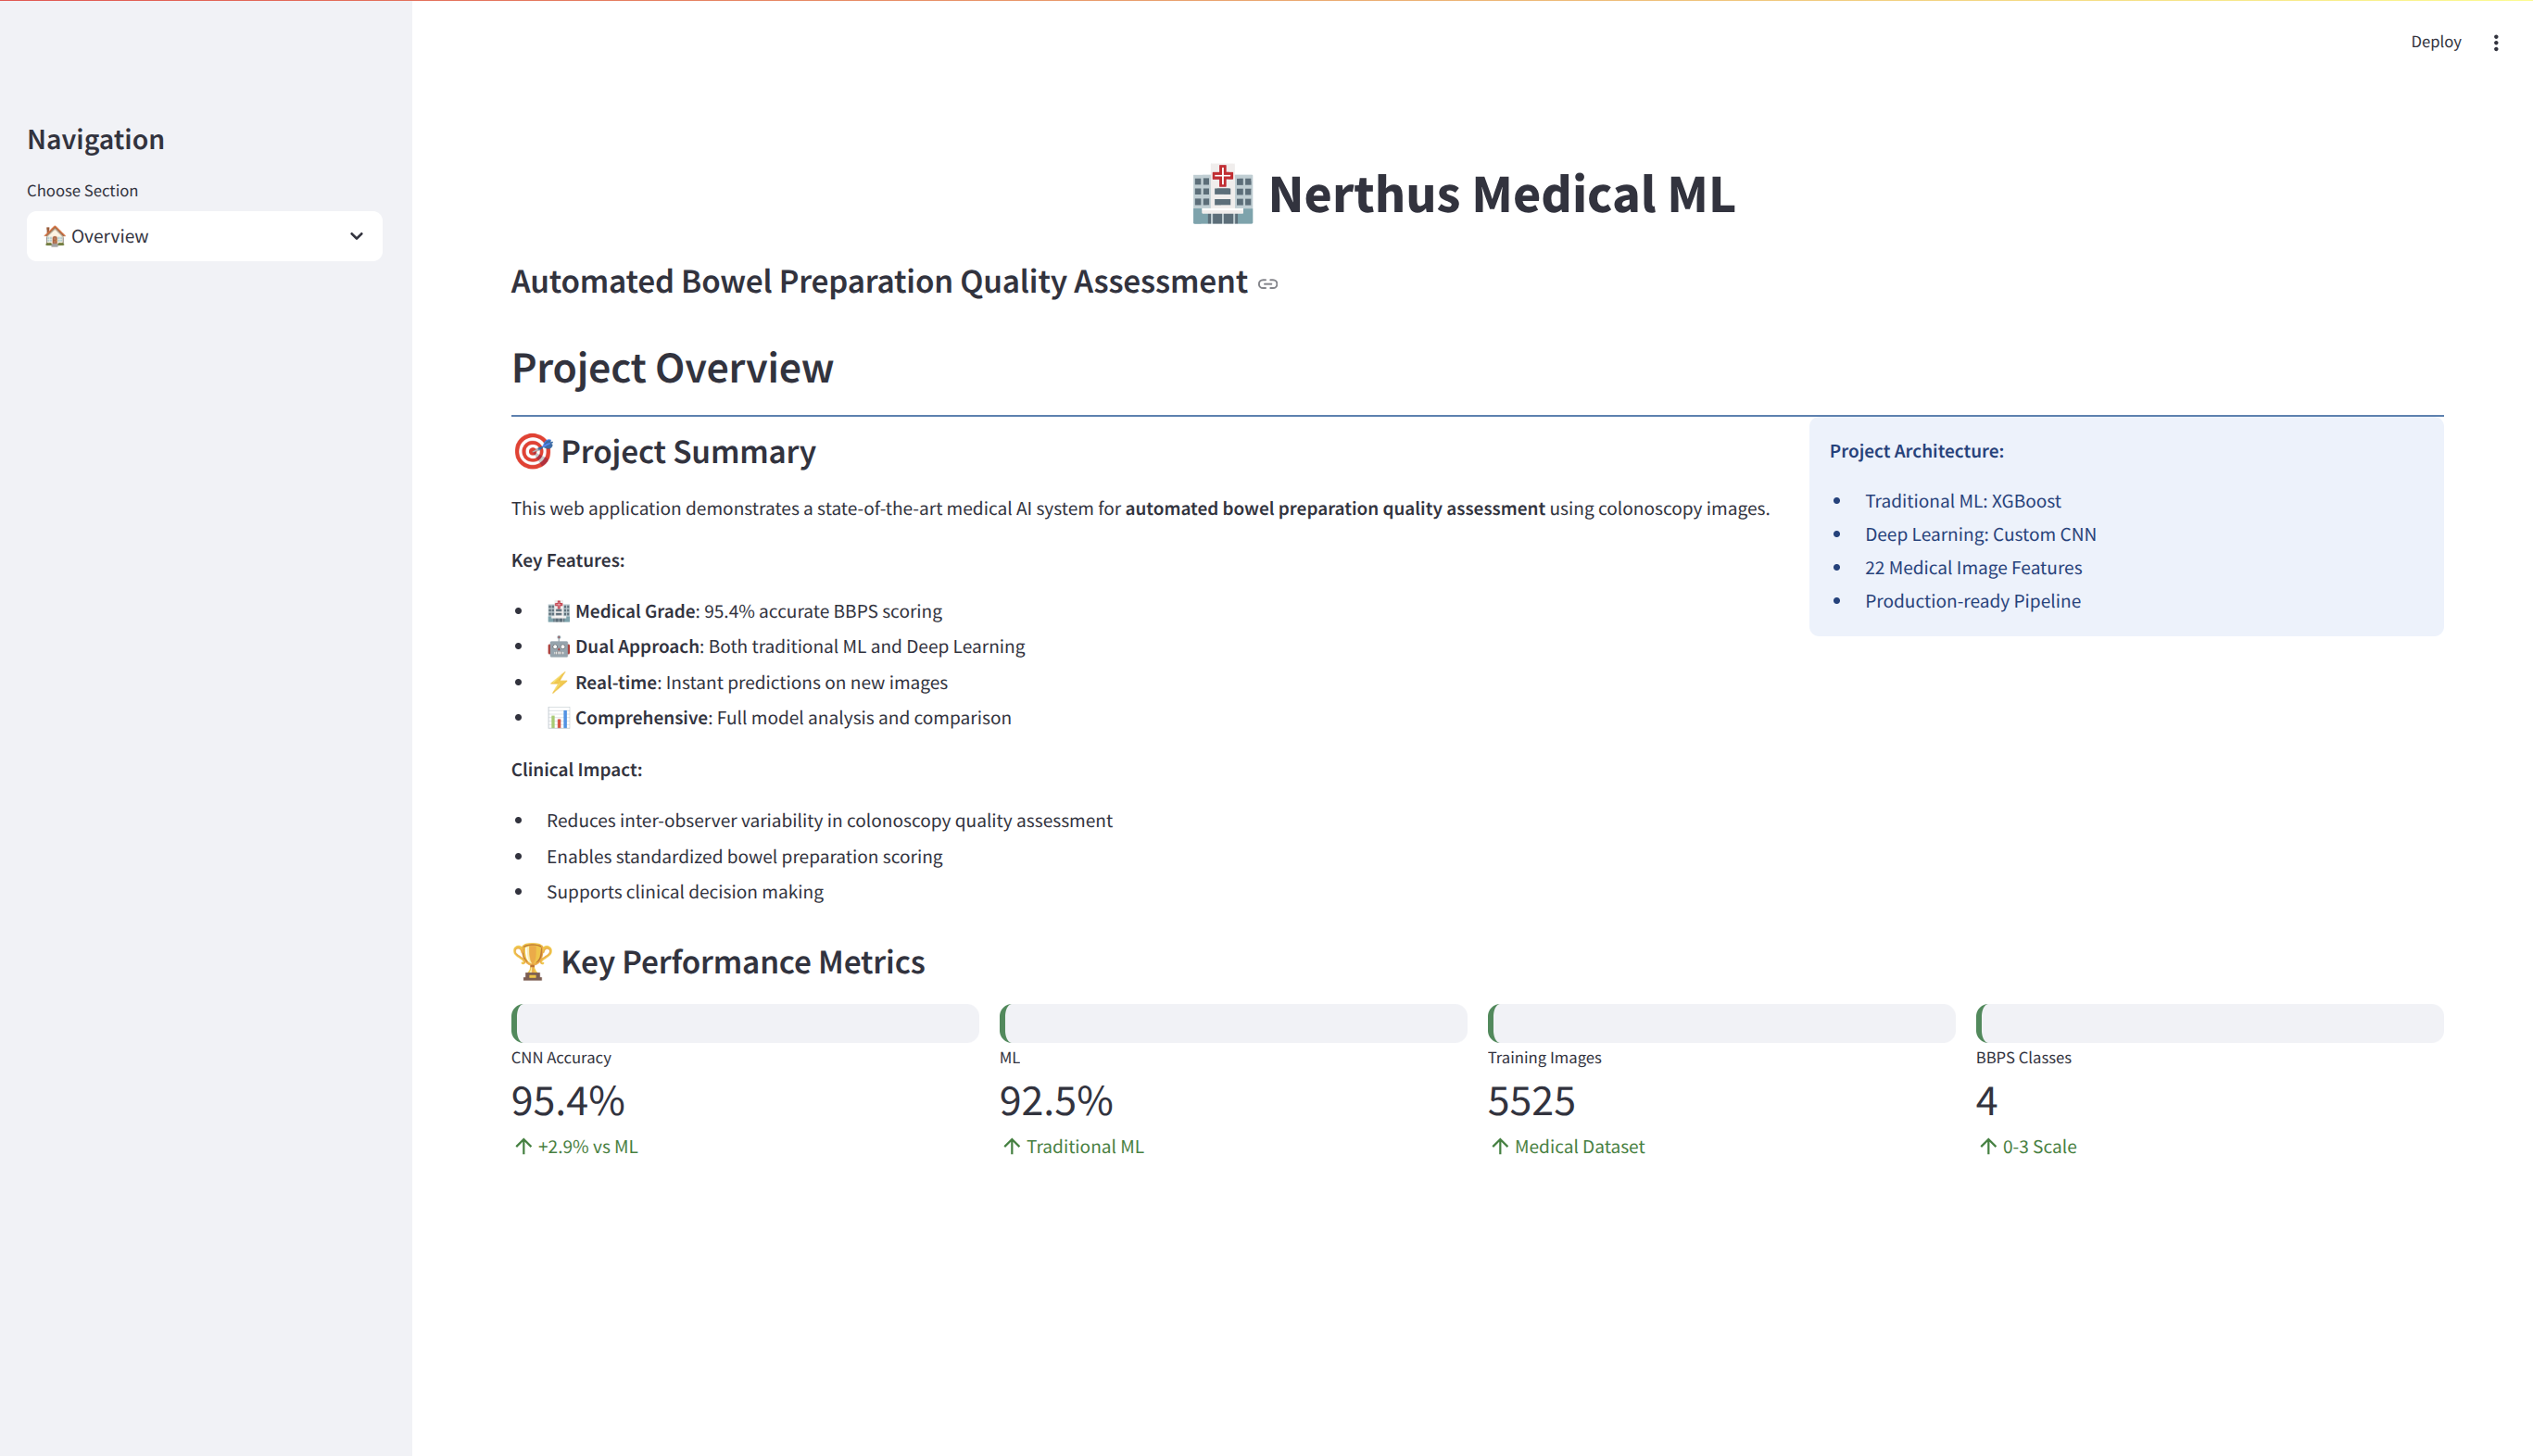 Deploy
Navigation
Choose Section
🏠 Overview
🏥 Nerthus Medical ML
Automated Bowel Preparation Quality Assessment
Project Overview
🎯 Project Summary
This web application demonstrates a state-of-the-art medical AI system for automated bowel preparation quality assessment using colonoscopy images.
Key Features:
• 🏥 Medical Grade: 95.4% accurate BBPS scoring
• 🤖 Dual Approach: Both traditional ML and Deep Learning
• ⚡ Real-time: Instant predictions on new images
• 📊 Comprehensive: Full model analysis and comparison
Clinical Impact:
• Reduces inter-observer variability in colonoscopy quality assessment
• Enables standardized bowel preparation scoring
• Supports clinical decision making
Project Architecture:
• Traditional ML: XGBoost
• Deep Learning: Custom CNN
• 22 Medical Image Features
• Production-ready Pipeline
🏆 Key Performance Metrics
CNN Accuracy
95.4%
↑ +2.9% vs ML
ML
92.5%
↑ Traditional ML
Training Images
5525
↑ Medical Dataset
BBPS Classes
4
↑ 0-3 Scale